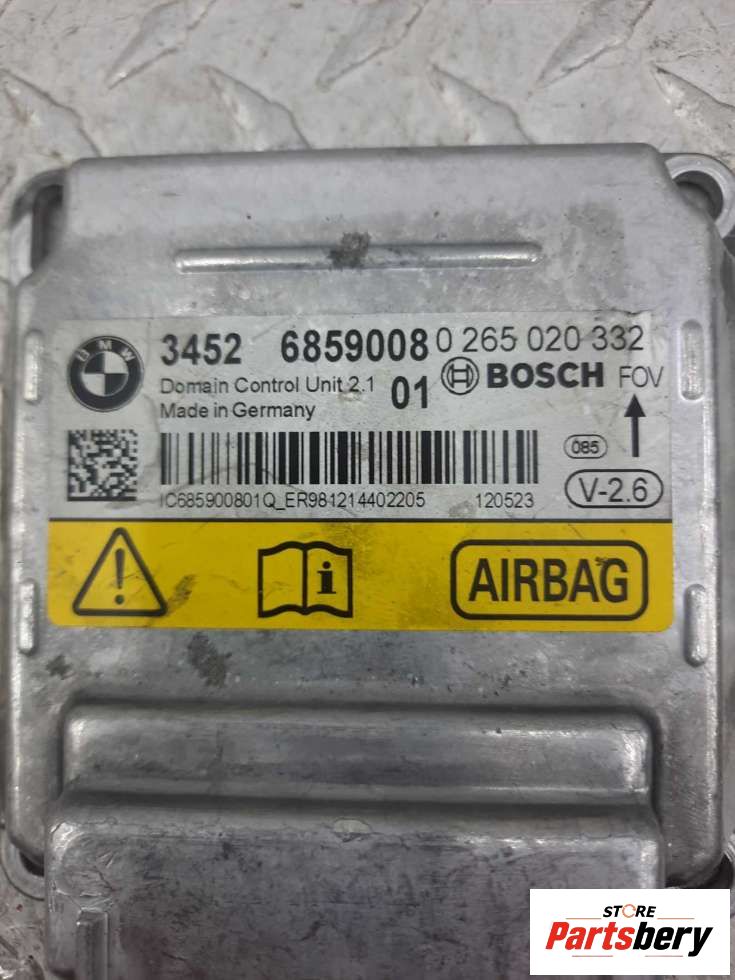 BMW
3452 6859008 0 265 020 332
Domain Control Unit 2.1 01 BOSCH FOV
Made in Germany
085
V-2.6
IC685900801Q_ER981214402205 120523
AIRBAG
STORE
Partsbery